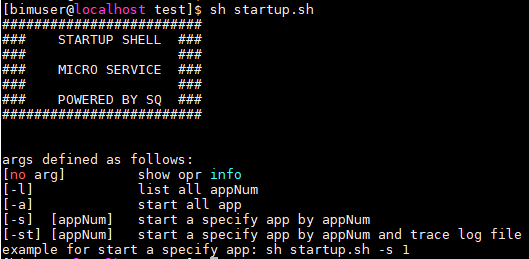 [bimuser@localhost test]$ sh startup.sh
#########################
###    STARTUP SHELL  ###
###                   ###
###    MICRO SERVICE  ###
###                   ###
###    POWERED BY SQ  ###
#########################
args defined as follows:
[no arg]         show opr info
[-l]             list all appNum
[-a]             start all app
[-s]  [appNum]   start a specify app by appNum
[-st] [appNum]   start a specify app by appNum and trace log file
example for start a specify app: sh startup.sh -s 1